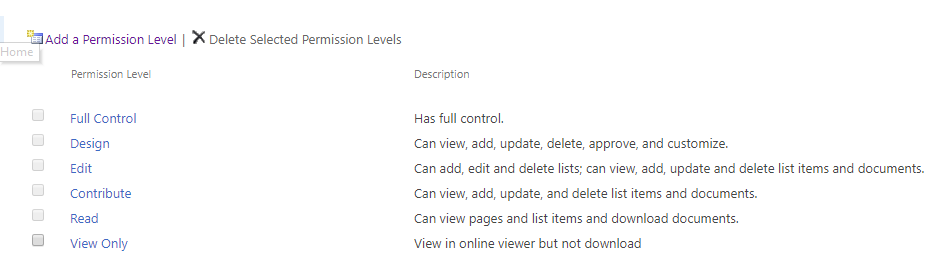 Add a Permission Level | Delete Selected Permission Levels
Home
Permission Level Description
Full Control Has full control.
Design Can view, add, update, delete, approve, and customize.
Edit Can add, edit and delete lists; can view, add, update and delete list items and documents.
Contribute Can view, add, update, and delete list items and documents.
Read Can view pages and list items and download documents.
View Only View in online viewer but not download